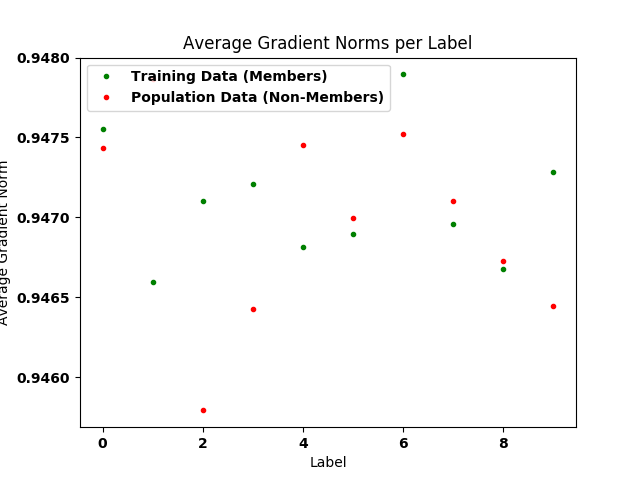 Average Gradient Norms per Label
0.9480
0.9475
0.9470
0.9465
0.9460
Average Gradient Norm
Training Data (Members)
Population Data (Non-Members)
0 2 4 6 8
Label